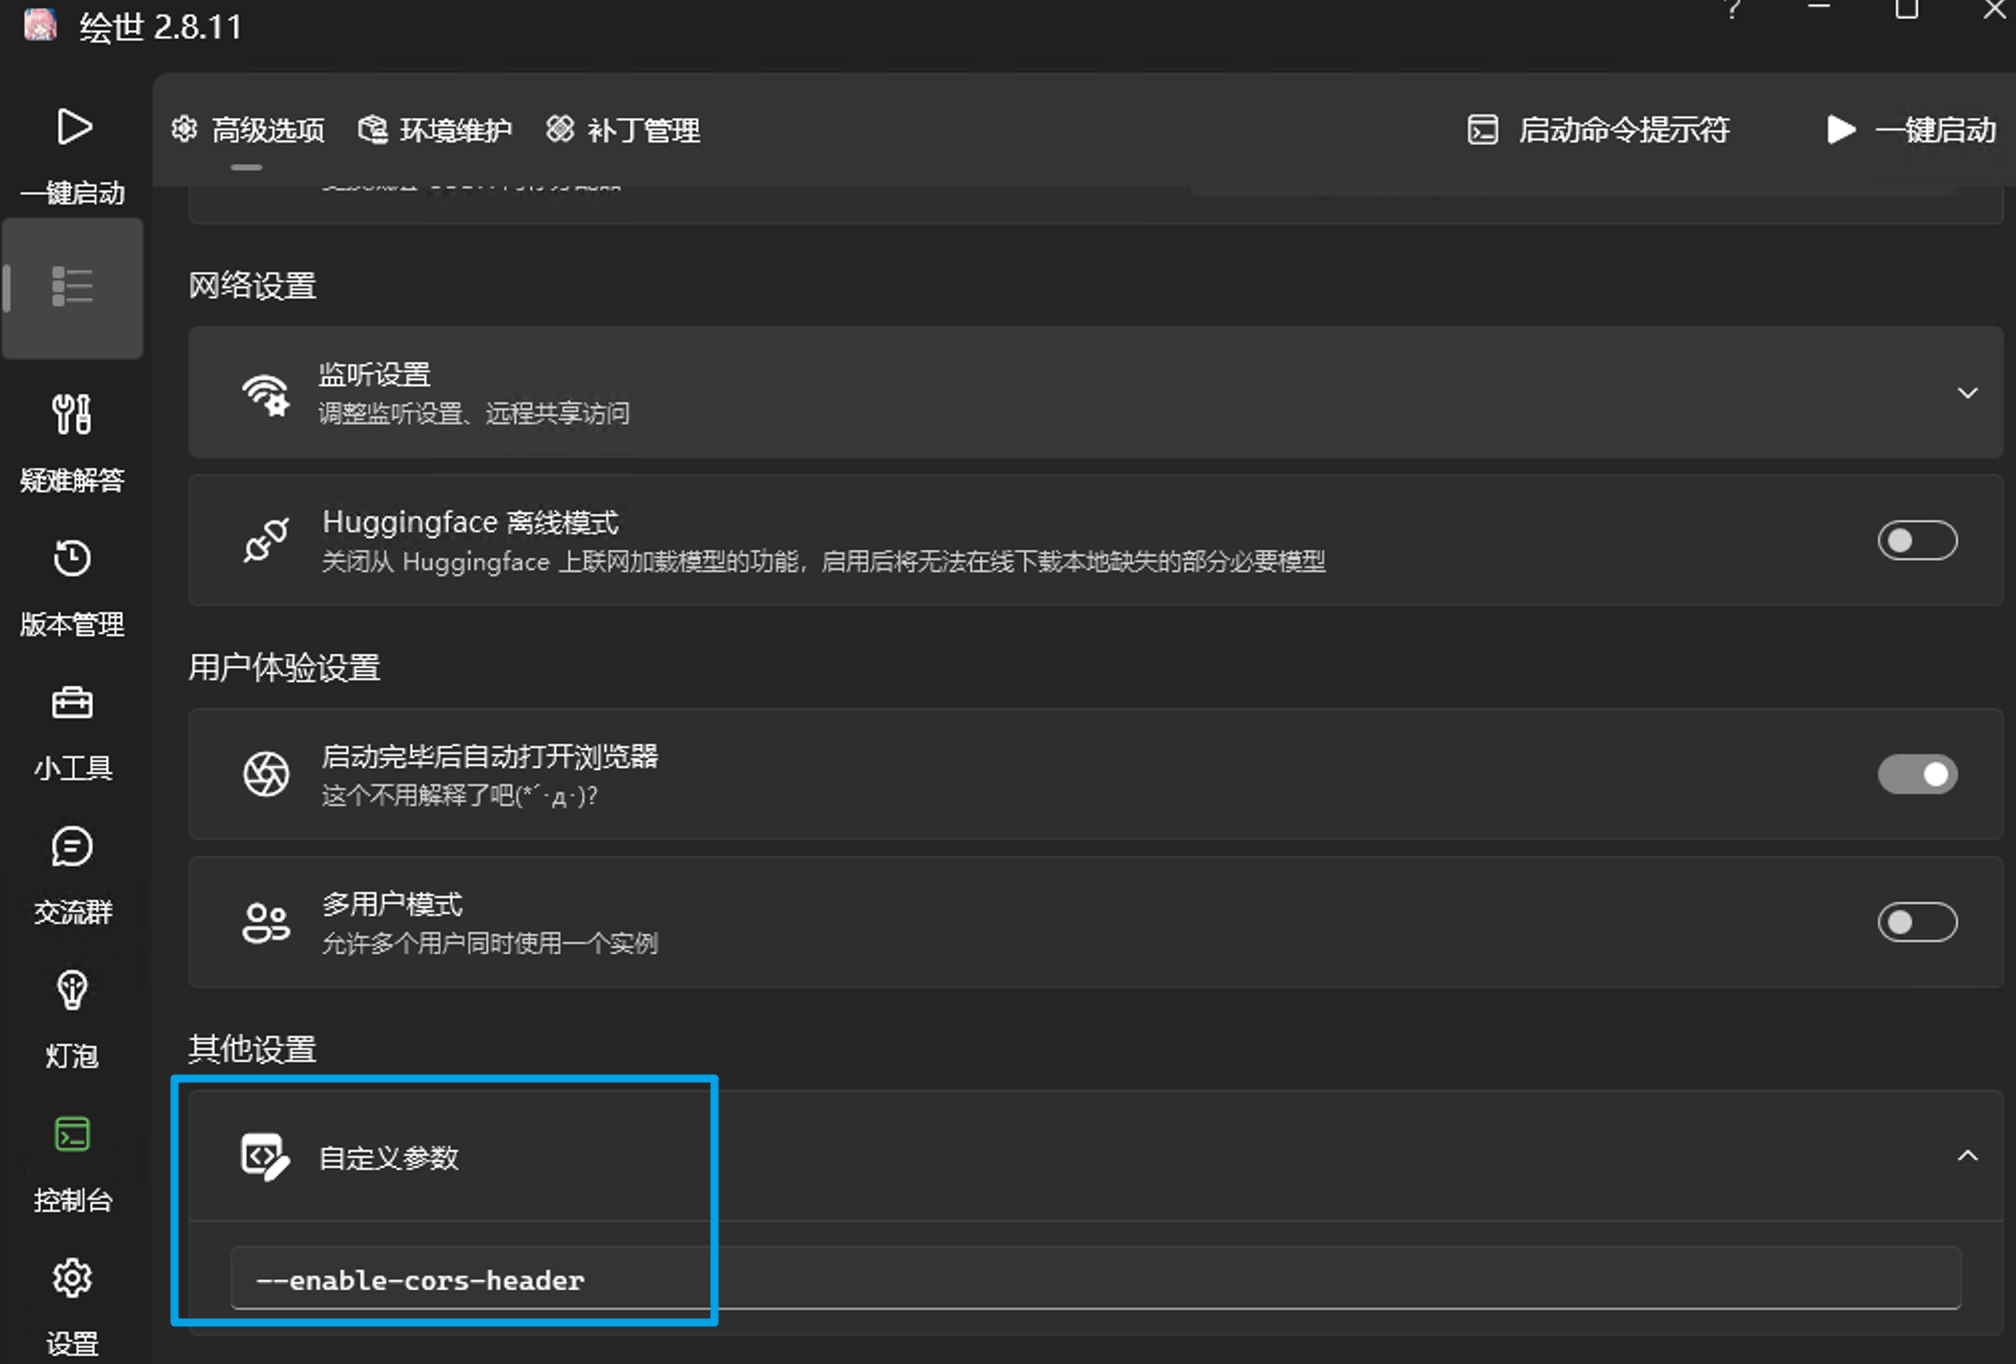 绘世 2.8.11
?
高级选项
环境维护
补丁管理
启动命令提示符
一键启动
一键启动
疑难解答
版本管理
小工具
交流群
灯泡
控制台
设置
网络设置
监听设置
调整监听设置、远程共享访问
Huggingface 离线模式
关闭从 Huggingface 上联网加载模型的功能，启用后将无法在线下载本地缺失的部分必要模型
用户体验设置
启动完毕后自动打开浏览器
这个不用解释了吧(*´･д･)?
多用户模式
允许多个用户同时使用一个实例
其他设置
自定义参数
--enable-cors-header